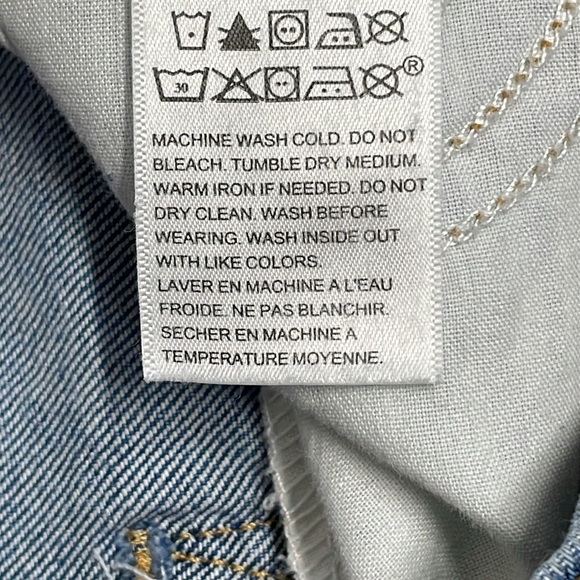 30
®
MACHINE WASH COLD. DO NOT
BLEACH. TUMBLE DRY MEDIUM.
WARM IRON IF NEEDED. DO NOT
DRY CLEAN. WASH BEFORE
WEARING. WASH INSIDE OUT
WITH LIKE COLORS.
LAVER EN MACHINE A L'EAU
FROIDE. NE PAS BLANCHIR.
SECHER EN MACHINE A
TEMPERATURE MOYENNE.